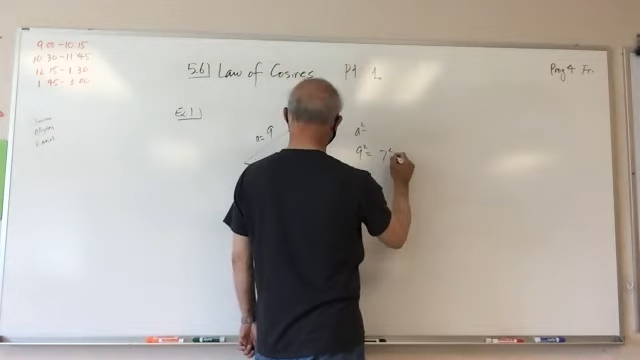 9:00-10:15
10:30-11:45
12:15-1:30
1:45-3:00
5.6) Law of Cosines Pt 1
Ex 1)
a=9
a²=
9²= 7²